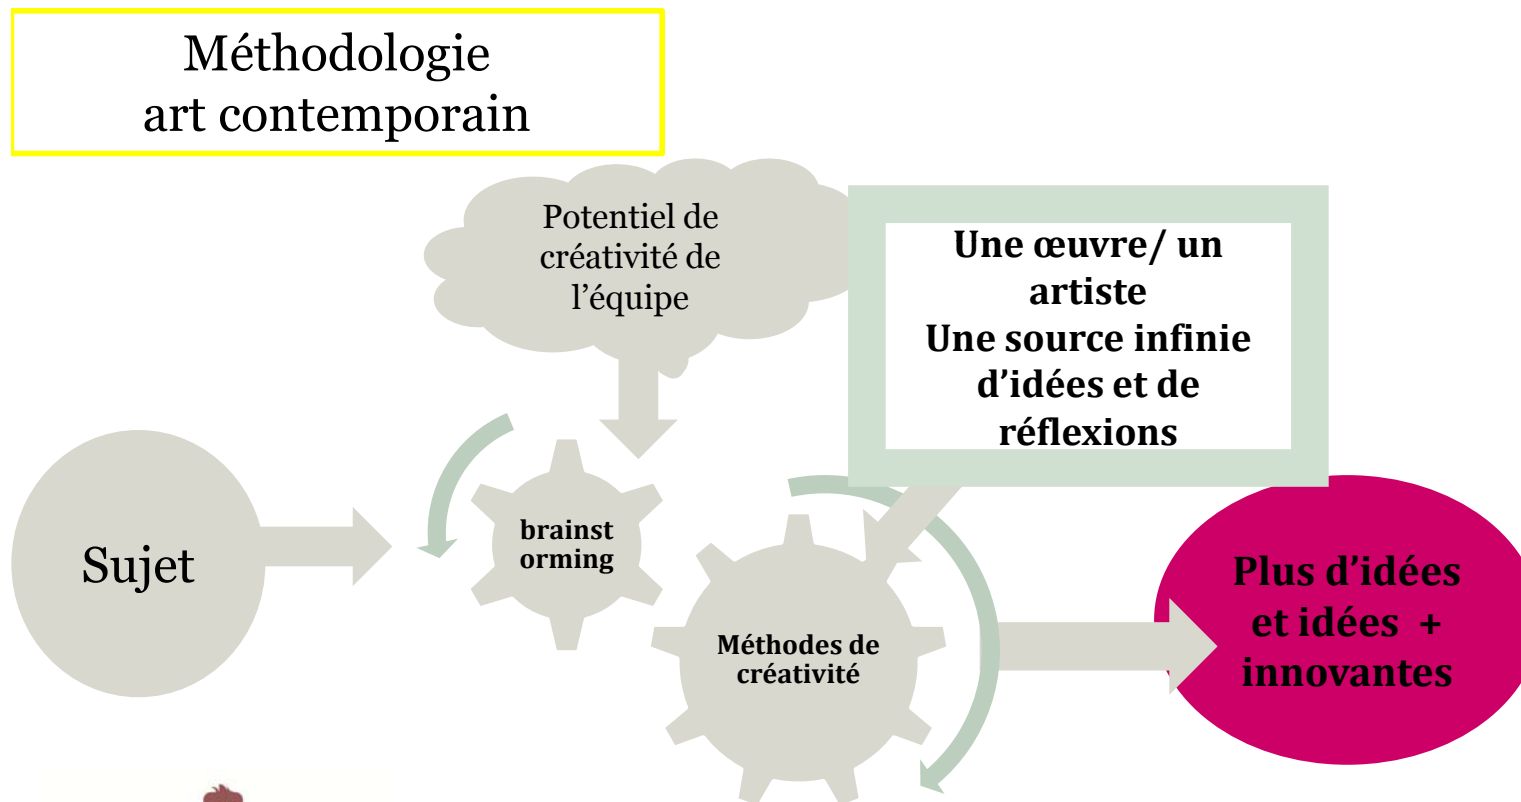 Méthodologie
art contemporain
Potentiel de
créativité de
l’équipe
Une œuvre/ un
artiste
Une source infinie
d’idées et de
réflexions
Sujet
brainst
orming
Méthodes de
créativité
Plus d’idées
et idées +
innovantes